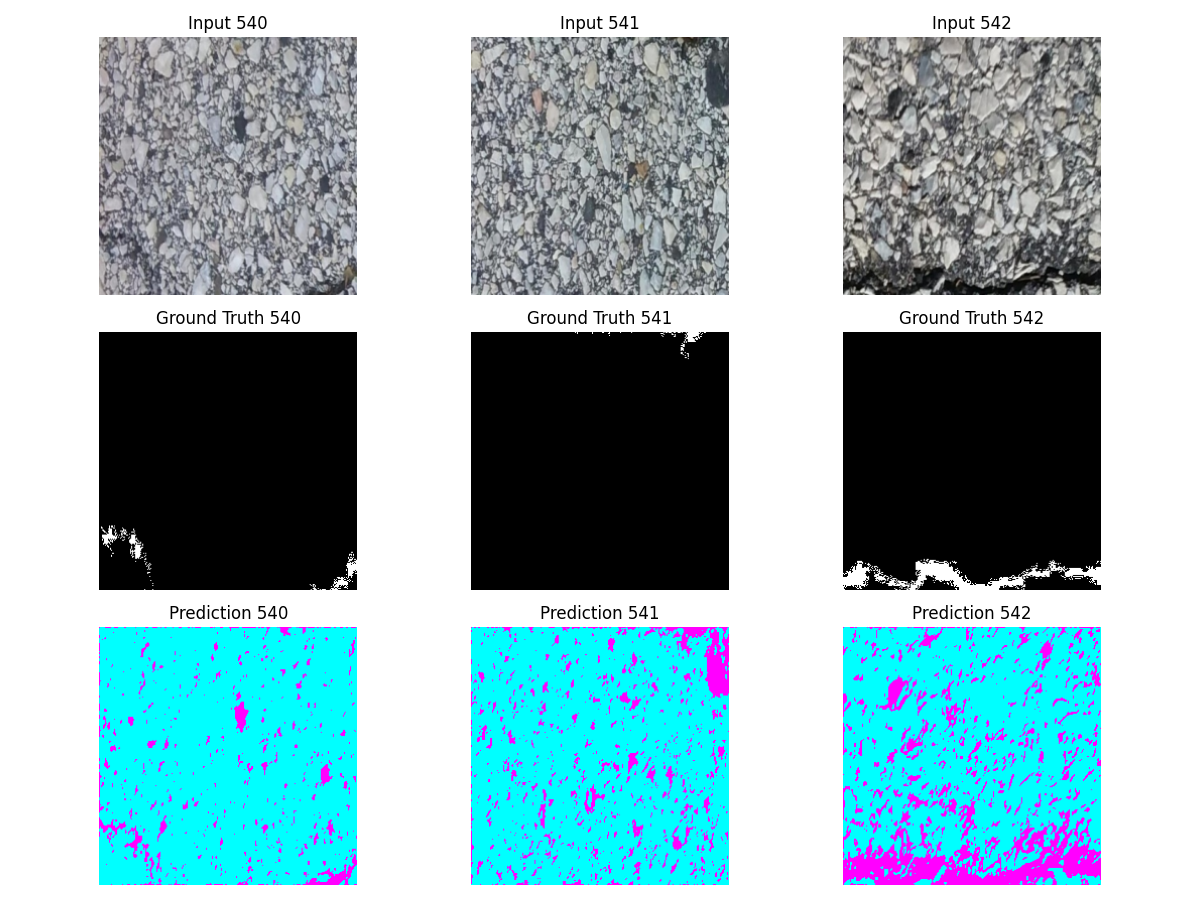 Input 540
Input 541
Input 542
Ground Truth 540
Ground Truth 541
Ground Truth 542
Prediction 540
Prediction 541
Prediction 542